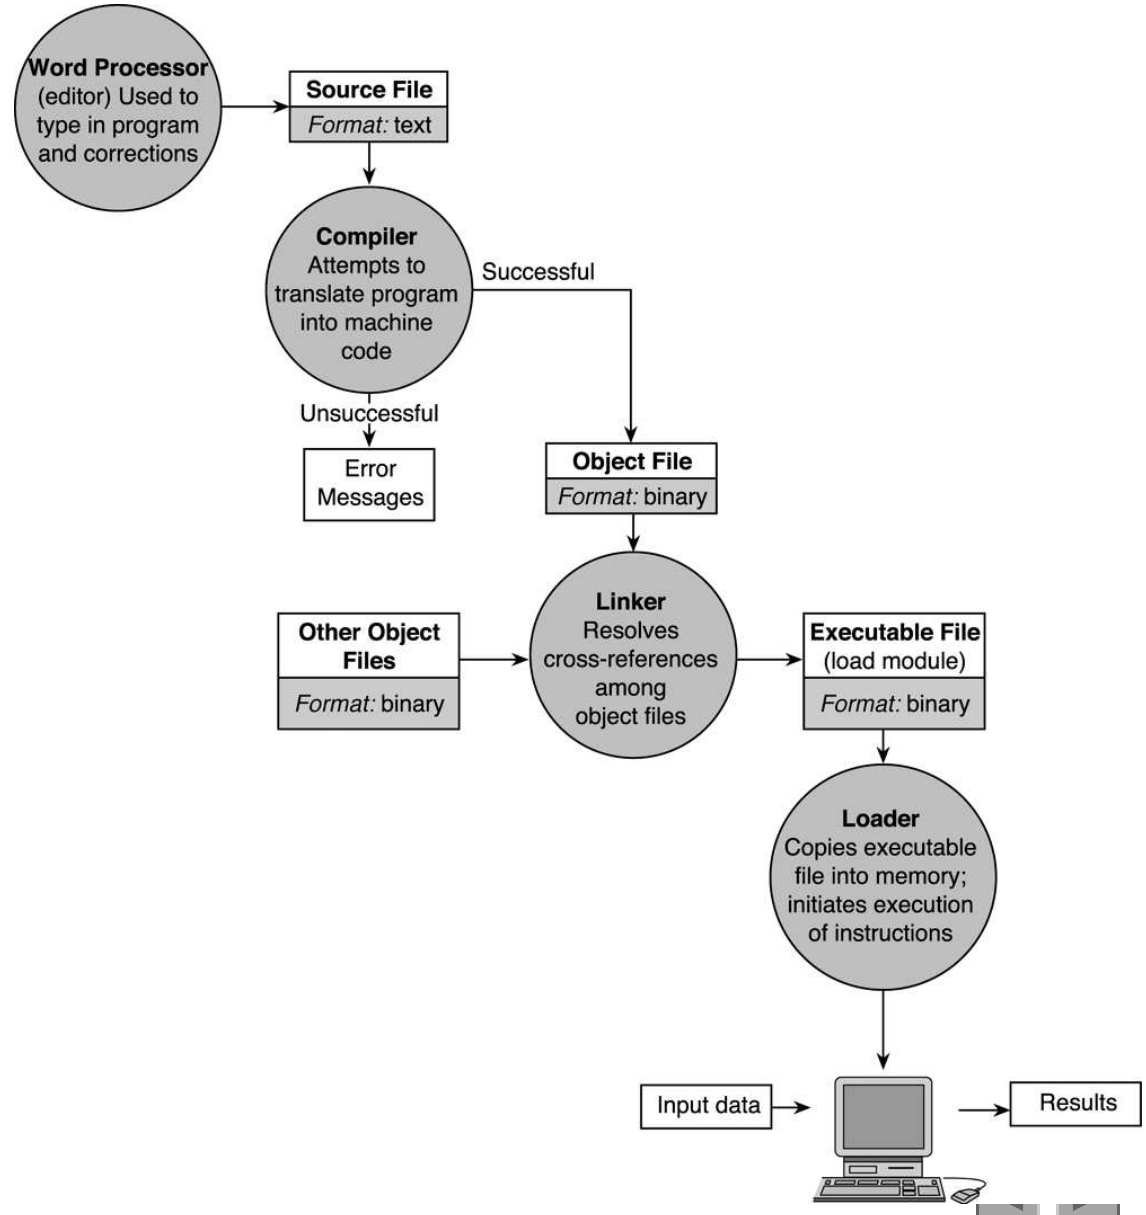 Word Processor
(editor) Used to
type in program
and corrections
Source File
Format: text
Compiler
Attempts to
translate program
into machine
code
Successful
Unsuccessful
Error
Messages
Object File
Format: binary
Linker
Resolves
cross-references
among
object files
Other Object
Files
Format: binary
Executable File
(load module)
Format: binary
Loader
Copies executable
file into memory;
initiates execution
of instructions
Input data
Results